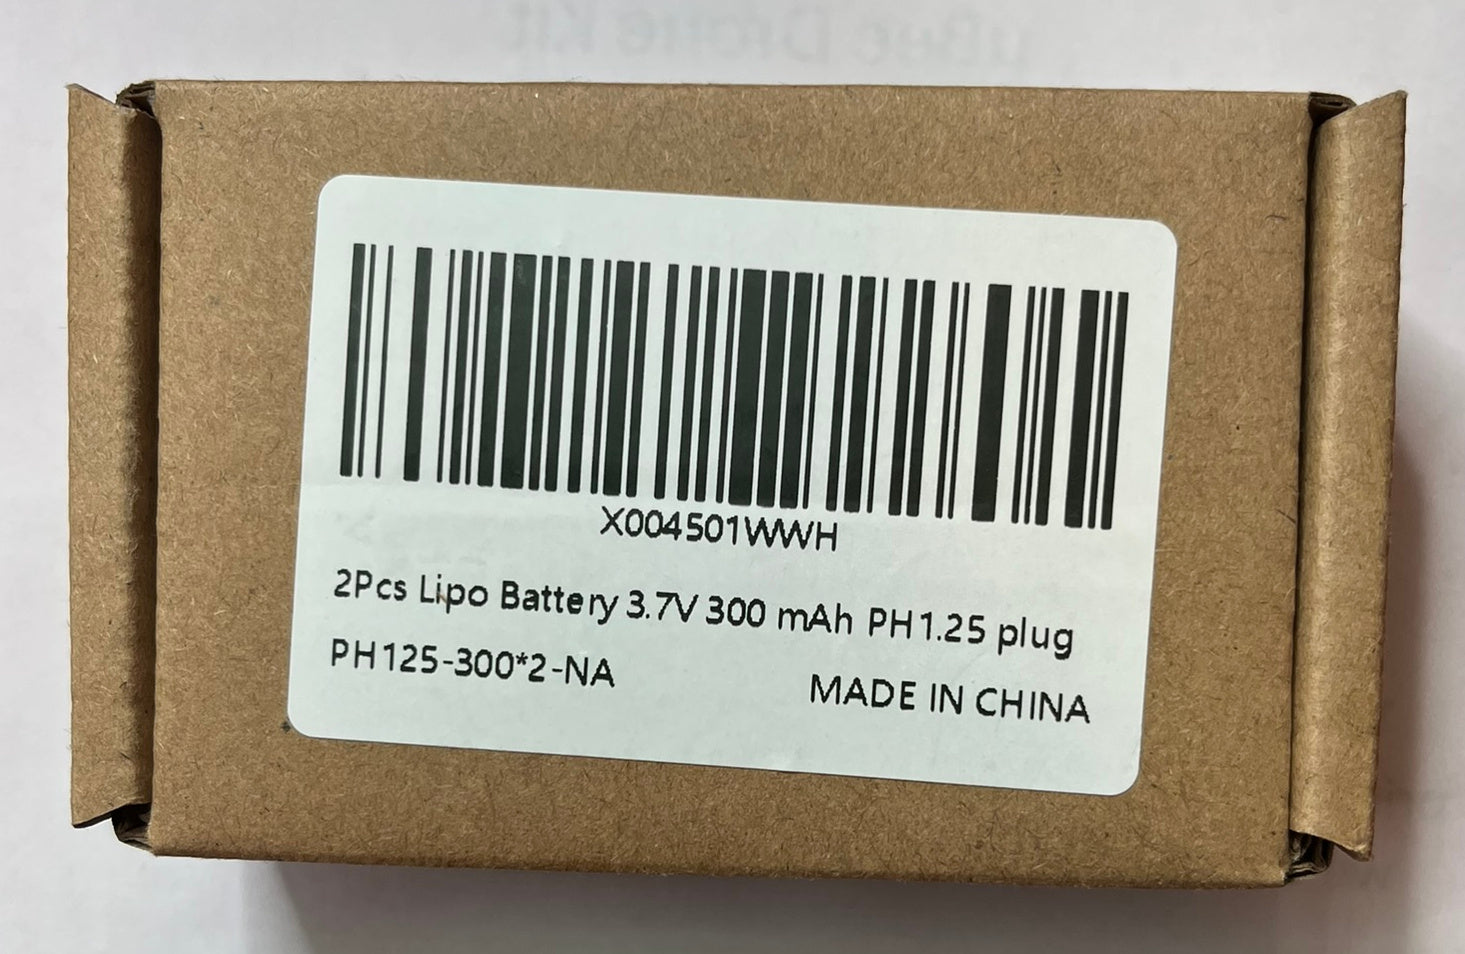 X004501WWH
2Pcs Lipo Battery 3.7V 300 mAh PH1.25 plug
PH125-300*2-NA
MADE IN CHINA